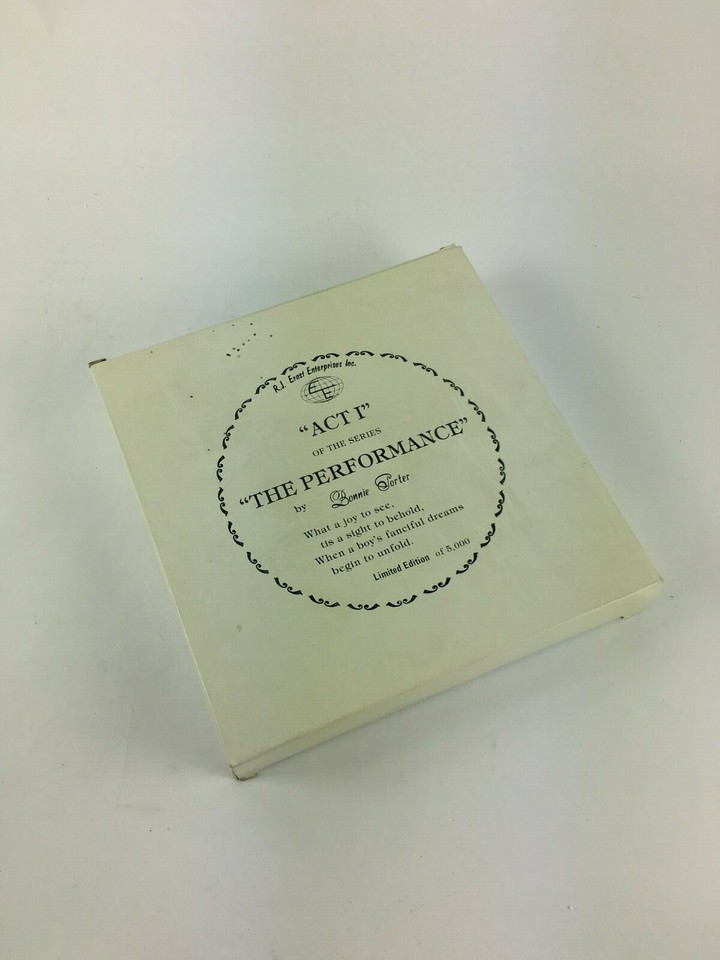 R.J. Ernst Enterprises Inc.
EE
“ACT I”
OF THE SERIES
“THE PERFORMANCE”
by Bonnie Porter
What a joy to see,
tis a sight to behold,
When a boy's fanciful dreams
begin to unfold.
Limited Edition of 5,000